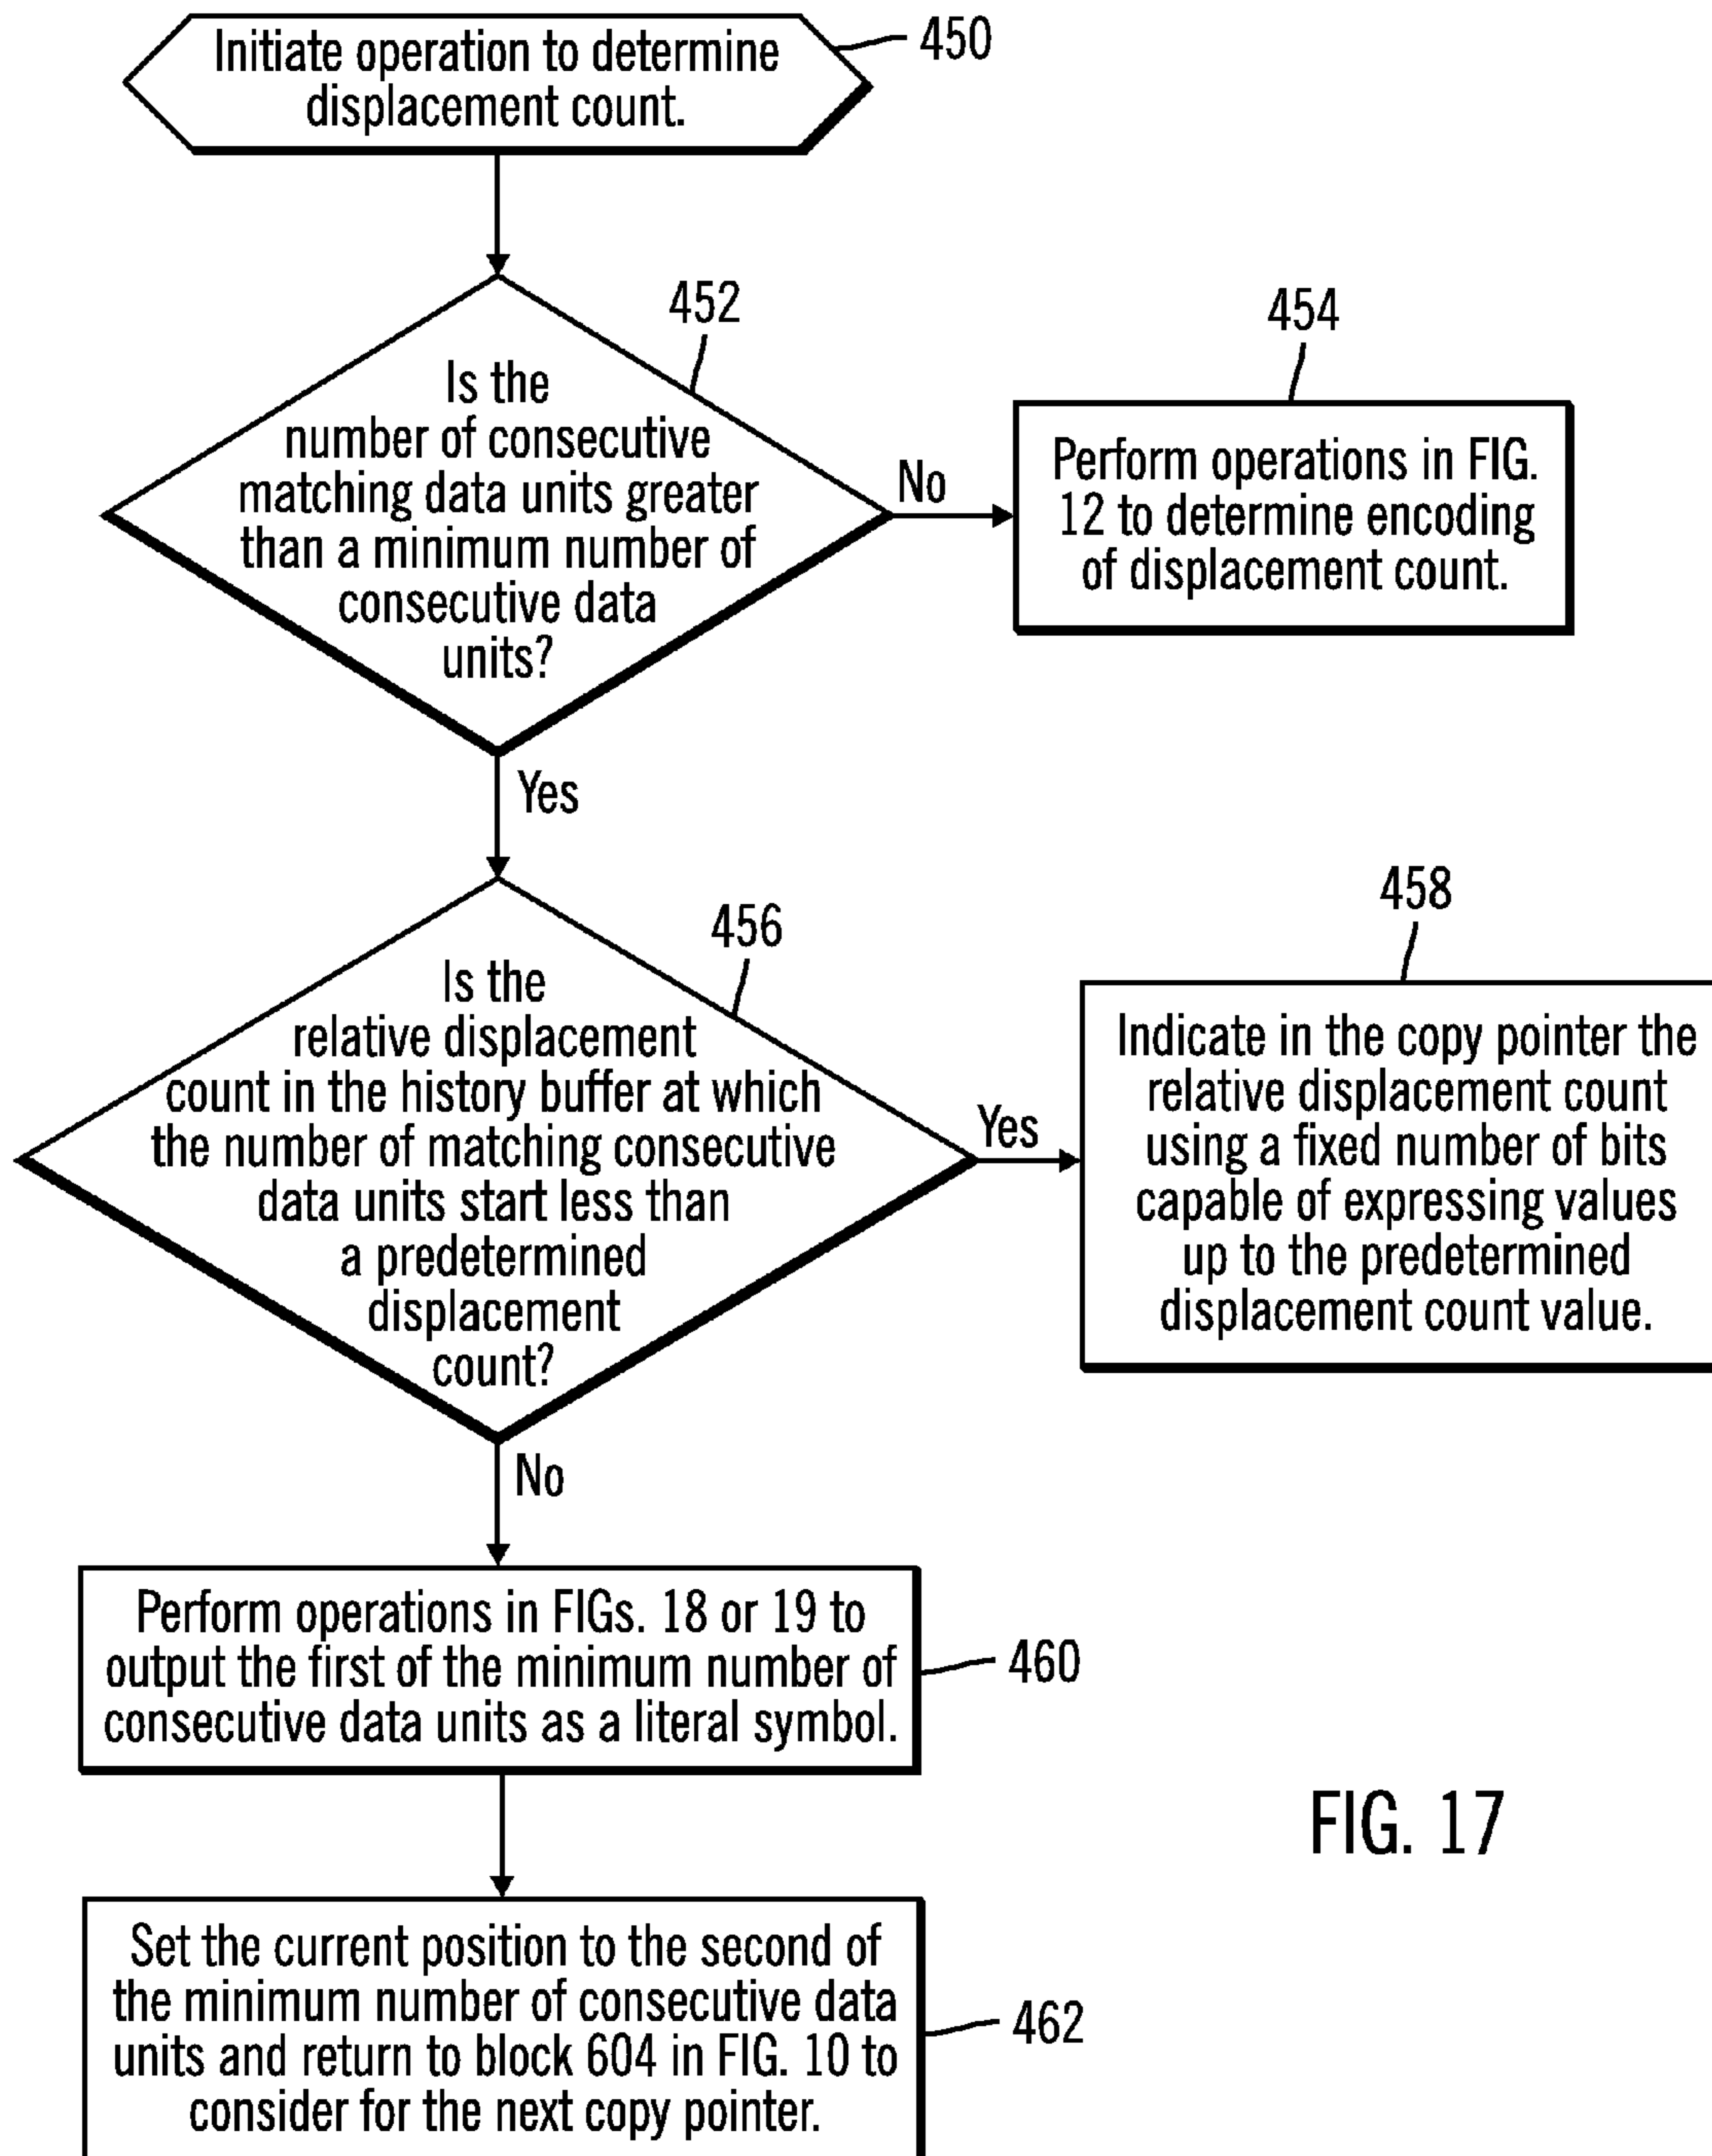 Initiate operation to determine
displacement count.
450
452
Is the
number of consecutive
matching data units greater
than a minimum number of
consecutive data
units?
No
454
Perform operations in FIG.
12 to determine encoding
of displacement count.
Yes
456
Is the
relative displacement
count in the history buffer at which
the number of matching consecutive
data units start less than
a predetermined
displacement
count?
Yes
458
Indicate in the copy pointer the
relative displacement count
using a fixed number of bits
capable of expressing values
up to the predetermined
displacement count value.
No
Perform operations in FIGs. 18 or 19 to
output the first of the minimum number of
consecutive data units as a literal symbol.
460
FIG. 17
Set the current position to the second of
the minimum number of consecutive data
units and return to block 604 in FIG. 10 to
consider for the next copy pointer.
462